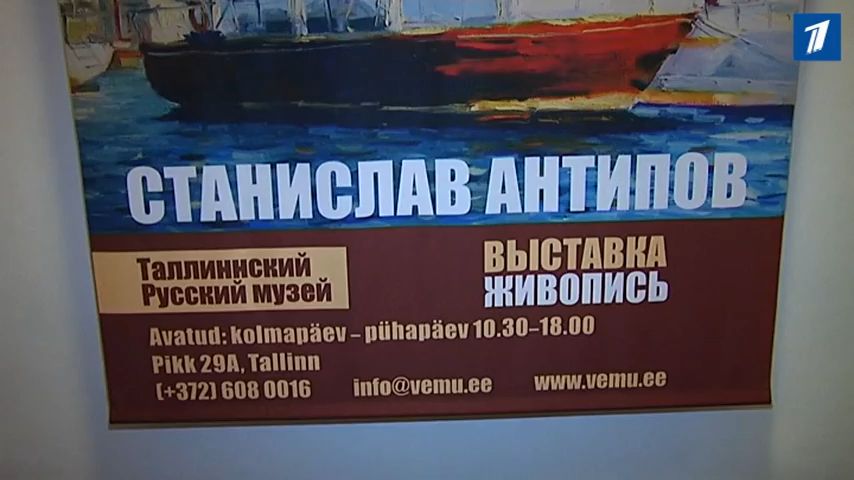 СТАНИСЛАВ АНТИПОВ
ТАЛЛИННСКИЙ
РУССКИЙ МУЗЕЙ
ВЫСТАВКА
ЖИВОПИСЬ
Avatud: kolmapäev – pühapäev 10.30–18.00
Pikk 29A, Tallinn
(+372) 608 0016 info@vemu.ee www.vemu.ee